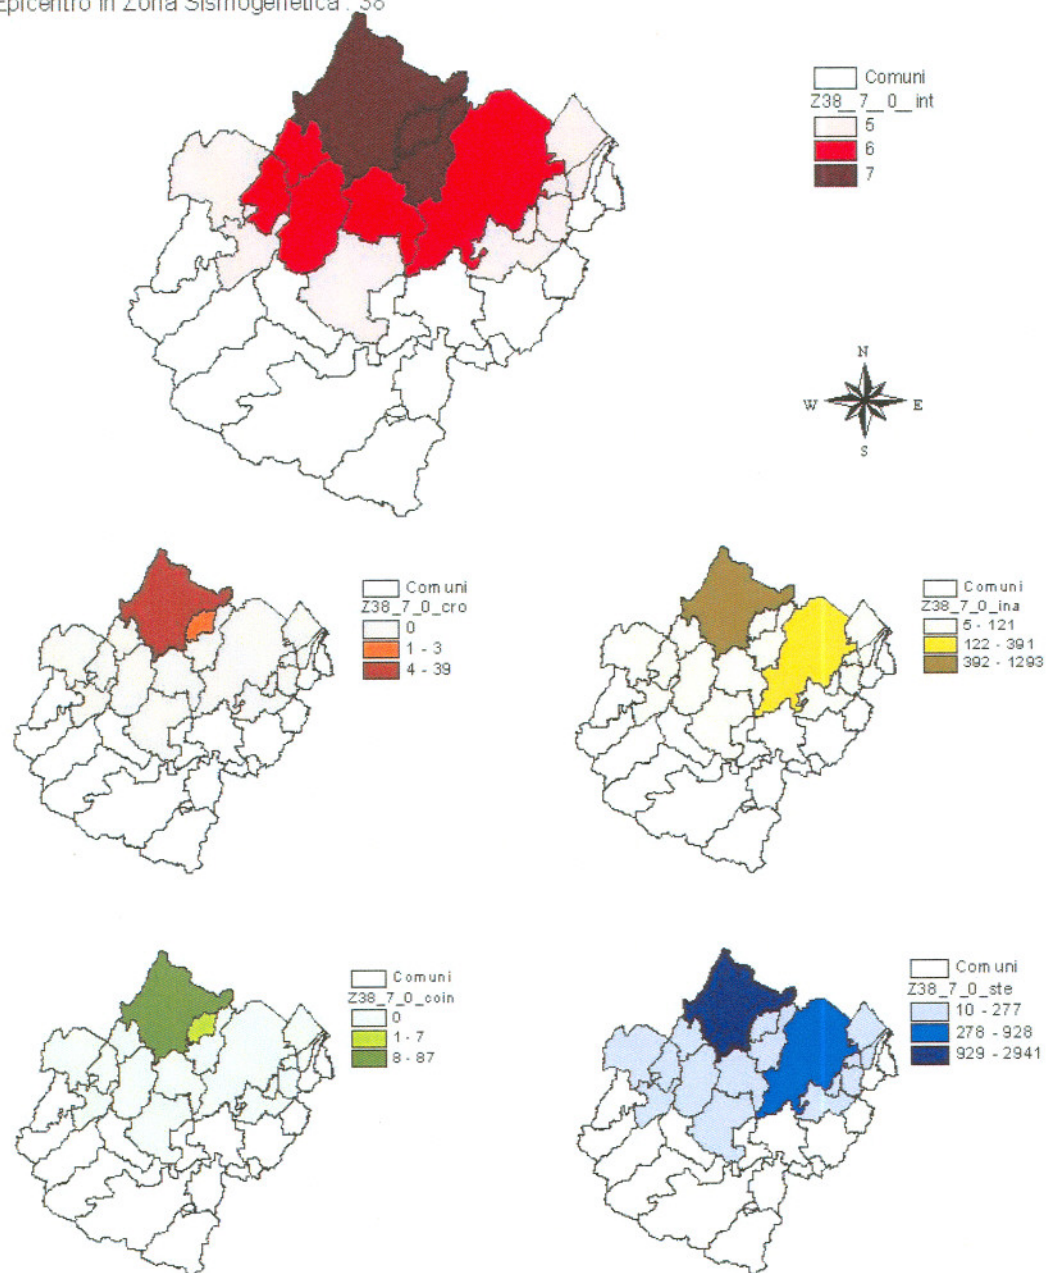 Epicentro in Zona Sismogenetica : 38
Comuni
Z38__7__0__int
5
6
7
N
W E
S
Comuni
Z38_7_0_cro
0
1 - 3
4 - 39
Comuni
Z38_7_0_ina
5 - 121
122 - 391
392 - 1293
Comuni
Z38_7_0_coin
0
1 - 7
8 - 87
Comuni
Z38_7_0_ste
10 - 277
278 - 928
929 - 2941